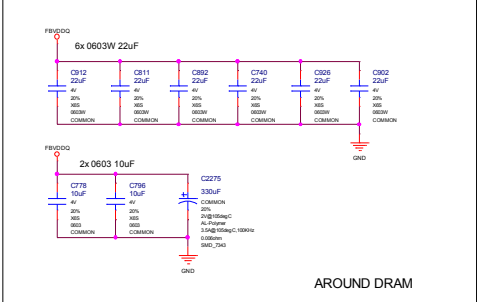 FBVDDQ
6x 0603W 22uF
C912
22uF
4V
20%
X6S
0603W
COMMON
C811
22uF
4V
20%
X6S
0603W
COMMON
C892
22uF
4V
20%
X6S
0603W
COMMON
C740
22uF
4V
20%
X6S
0603W
COMMON
C926
22uF
4V
20%
X6S
0603W
COMMON
C902
22uF
4V
20%
X6S
0603W
COMMON
GND
FBVDDQ
2x 0603 10uF
C778
10uF
4V
20%
X6S
0603
COMMON
C796
10uF
4V
20%
X6S
0603
COMMON
C2275
330uF
COMMON
20%
2V@105degC
AL-Polymer
3.5A@105degC,100KHz
0.006ohm
SMD_7343
GND
AROUND DRAM